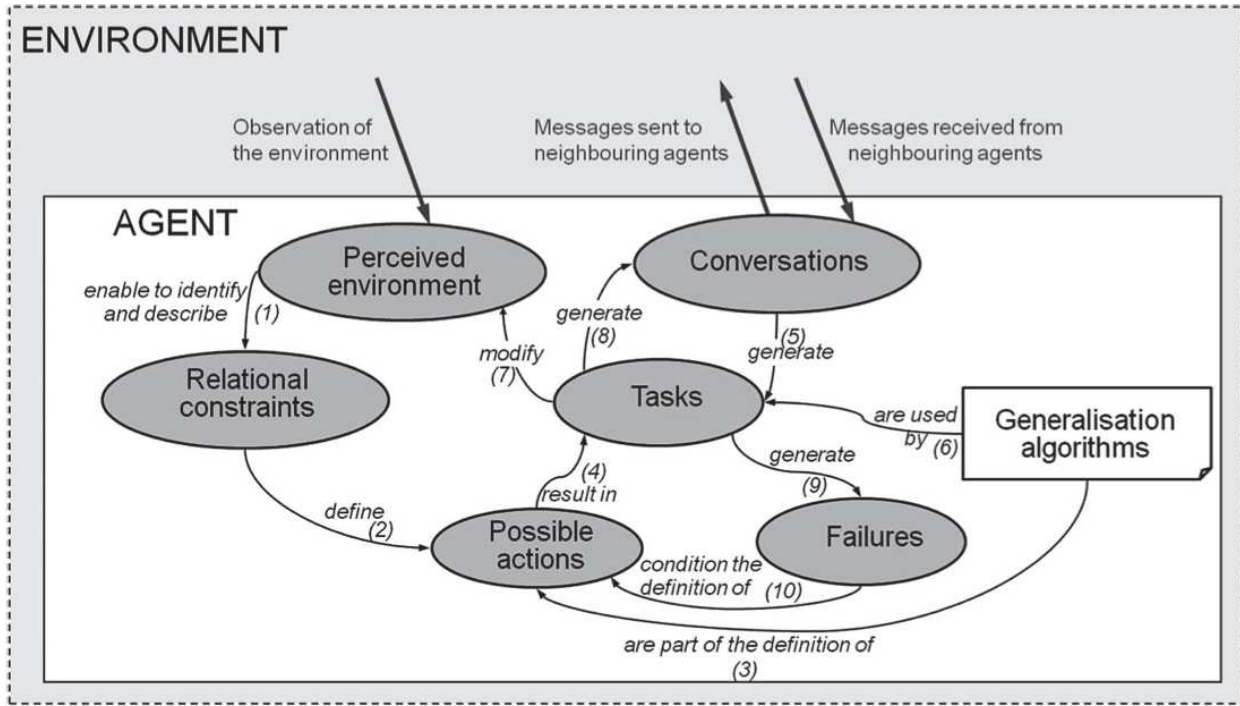 ENVIRONMENT
Observation of
the environment
Messages sent to
neighbouring agents
Messages received from
neighbouring agents
AGENT
Perceived
environment
Conversations
enable to identify
and describe
(1)
generate
(8)
(5)
generate
modify
(7)
Relational
constraints
Tasks
are used
by (6)
Generalisation
algorithms
(4)
result in
generate
(9)
define
(2)
Possible
actions
Failures
condition the
definition of (10)
are part of the definition of
(3)